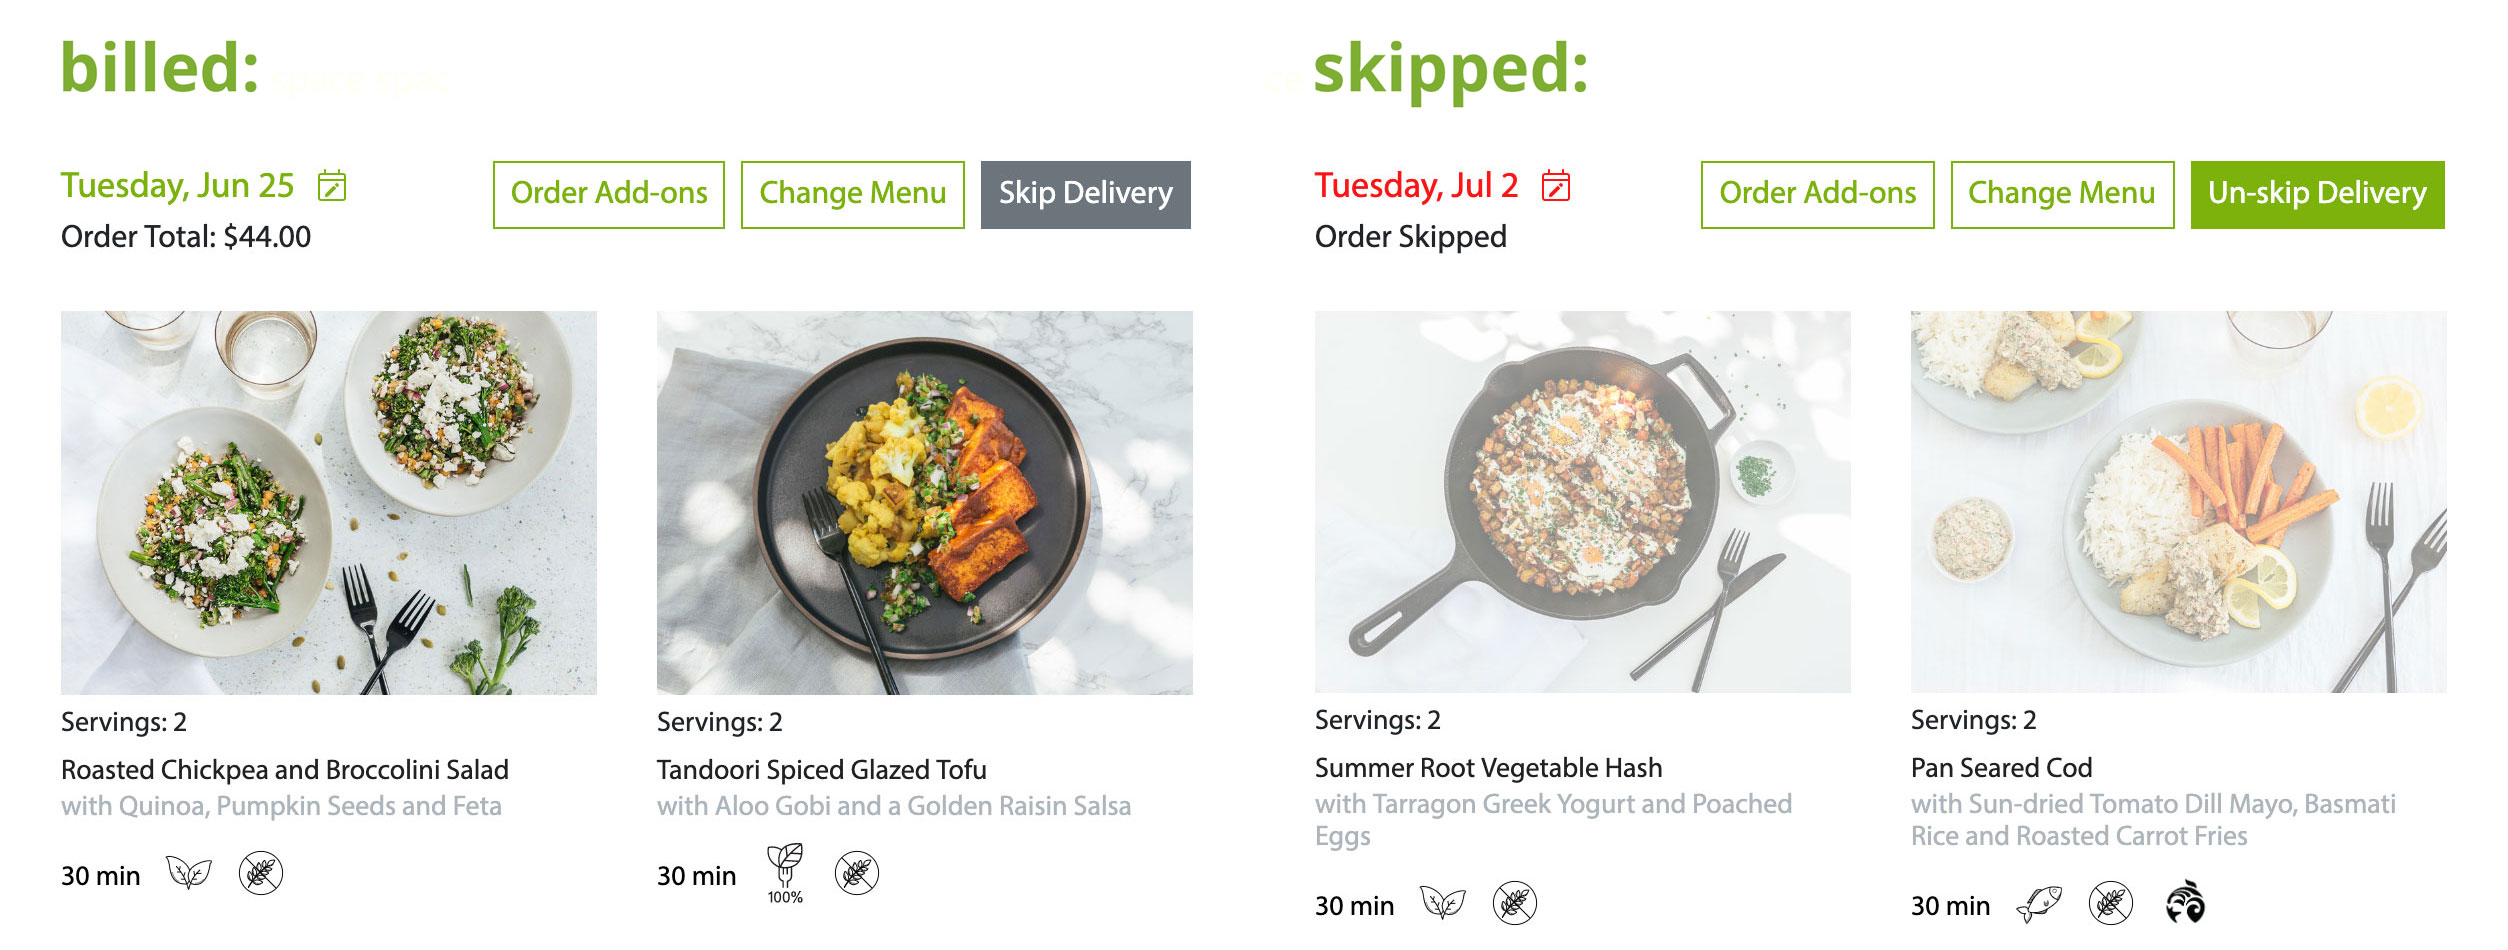 billed:
Tuesday, Jun 25
Order Total: $44.00
Order Add-ons
Change Menu
Skip Delivery
Servings: 2
Roasted Chickpea and Broccolini Salad
with Quinoa, Pumpkin Seeds and Feta
30 min
Servings: 2
Tandoori Spiced Glazed Tofu
with Aloo Gobi and a Golden Raisin Salsa
30 min
100%
skipped:
Tuesday, Jul 2
Order Skipped
Order Add-ons
Change Menu
Un-skip Delivery
Servings: 2
Summer Root Vegetable Hash
with Tarragon Greek Yogurt and Poached
Eggs
30 min
Servings: 2
Pan Seared Cod
with Sun-dried Tomato Dill Mayo, Basmati
Rice and Roasted Carrot Fries
30 min